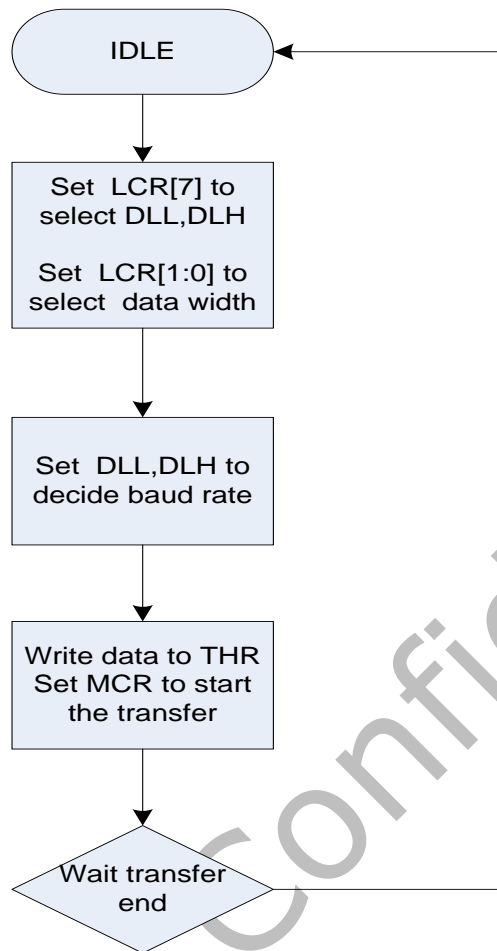 IDLE
Set LCR[7] to
select DLL,DLH
Set LCR[1:0] to
select data width
Set DLL,DLH to
decide baud rate
Write data to THR
Set MCR to start
the transfer
Wait transfer
end
Confi